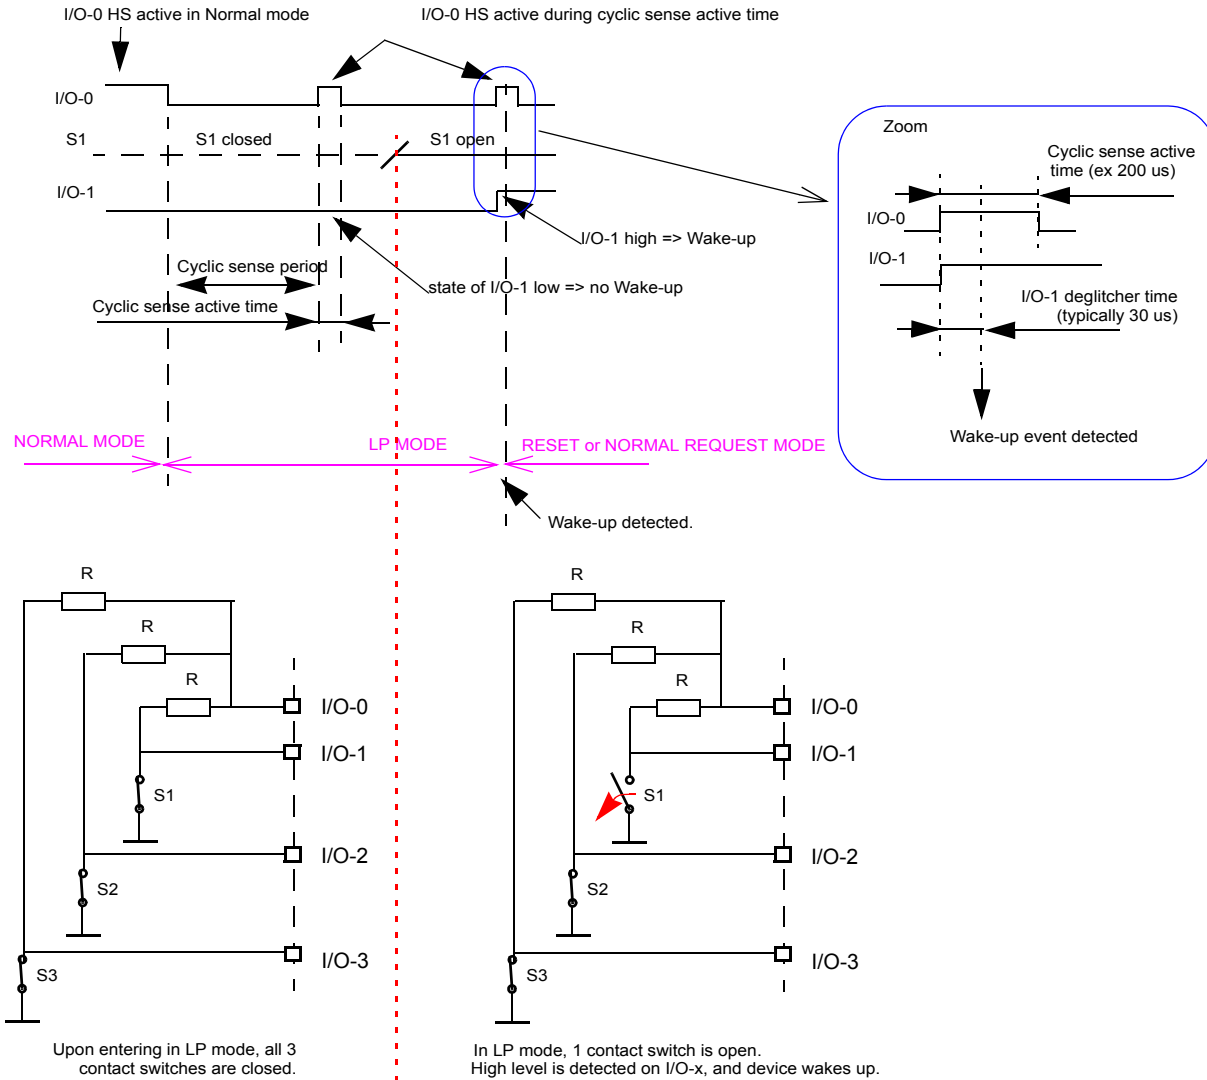 I/O-0 HS active in Normal mode
I/O-0 HS active during cyclic sense active time
I/O-0
S1
S1 closed
S1 open
I/O-1
I/O-1 high => Wake-up
Cyclic sense period
state of I/O-1 low => no Wake-up
Cyclic sense active time
Zoom
Cyclic sense active
time (ex 200 us)
I/O-0
I/O-1
I/O-1 deglitcher time
(typically 30 us)
Wake-up event detected
NORMAL MODE
LP MODE
RESET or NORMAL REQUEST MODE
Wake-up detected.
R
R
R
I/O-0
I/O-1
S1
I/O-2
S2
I/O-3
S3
Upon entering in LP mode, all 3
contact switches are closed.
R
R
R
I/O-0
I/O-1
S1
I/O-2
S2
I/O-3
S3
In LP mode, 1 contact switch is open.
High level is detected on I/O-x, and device wakes up.